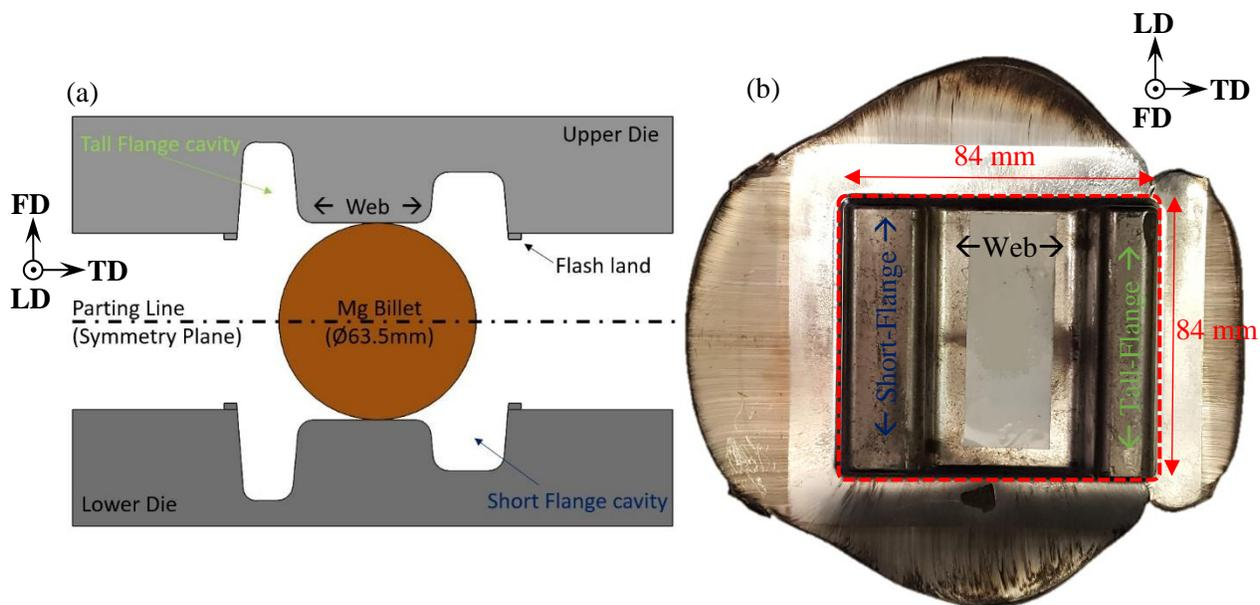 (a)
Tall Flange cavity
Upper Die
FD
TD
LD
← Web →
Flash land
Parting Line
(Symmetry Plane)
Mg Billet
(Ø63.5mm)
Lower Die
Short Flange cavity
(b)
LD
TD
FD
84 mm
←Web→
←Short-Flange→
←Tall-Flange→
84 mm